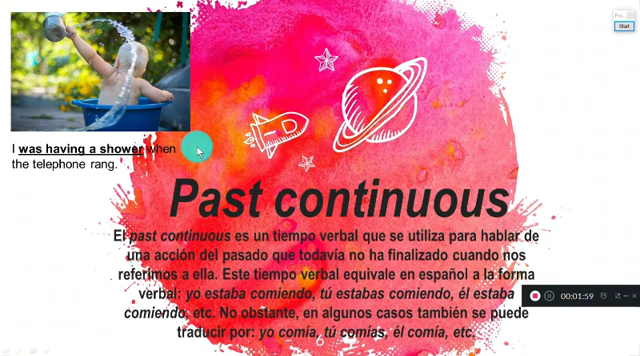 I was having a shower when
the telephone rang.
Past continuous
El past continuous es un tiempo verbal que se utiliza para hablar de
una acción del pasado que todavía no ha finalizado cuando nos
referimos a ella. Este tiempo verbal equivale en español a la forma
verbal: yo estaba comiendo, tú estabas comiendo, él estaba
comiendo, etc. No obstante, en algunos casos también se puede
traducir por: yo comía, tú comías, él comía, etc.
00:01:59
Start